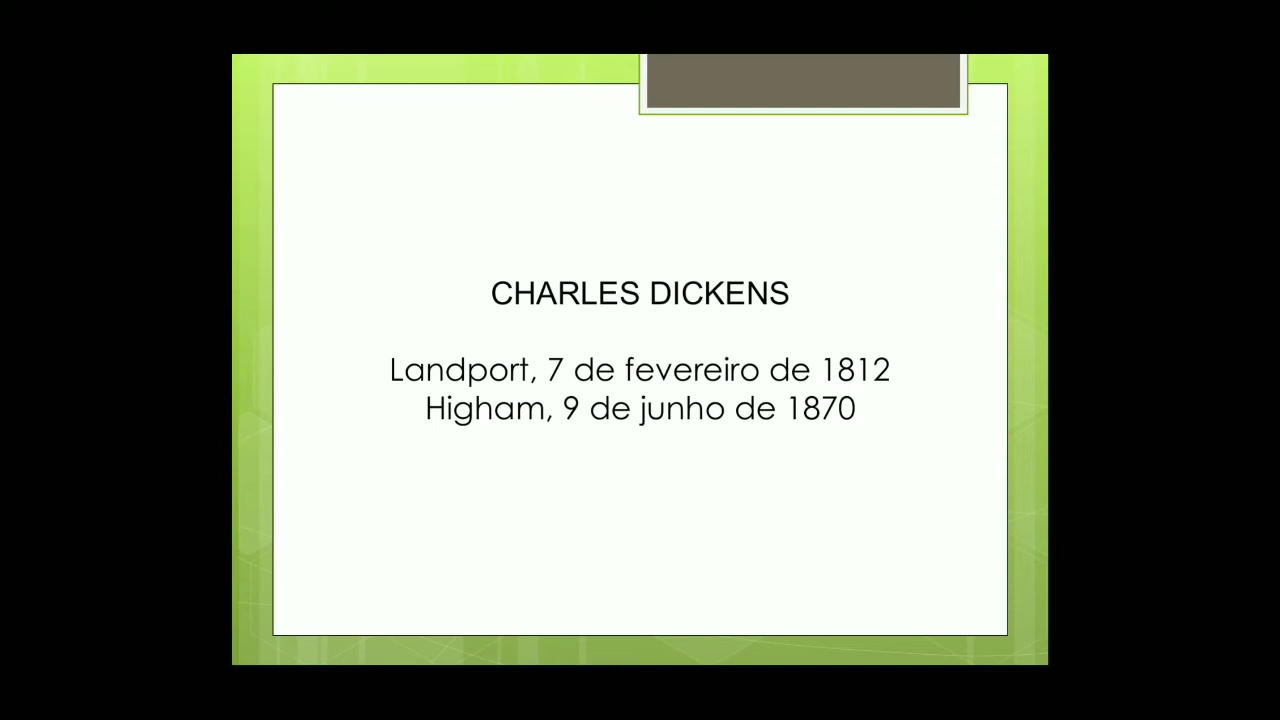 CHARLES DICKENS
Landport, 7 de fevereiro de 1812
Higham, 9 de junho de 1870